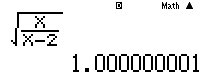 D Math ▲
√(X/(X-2))
1.000000001